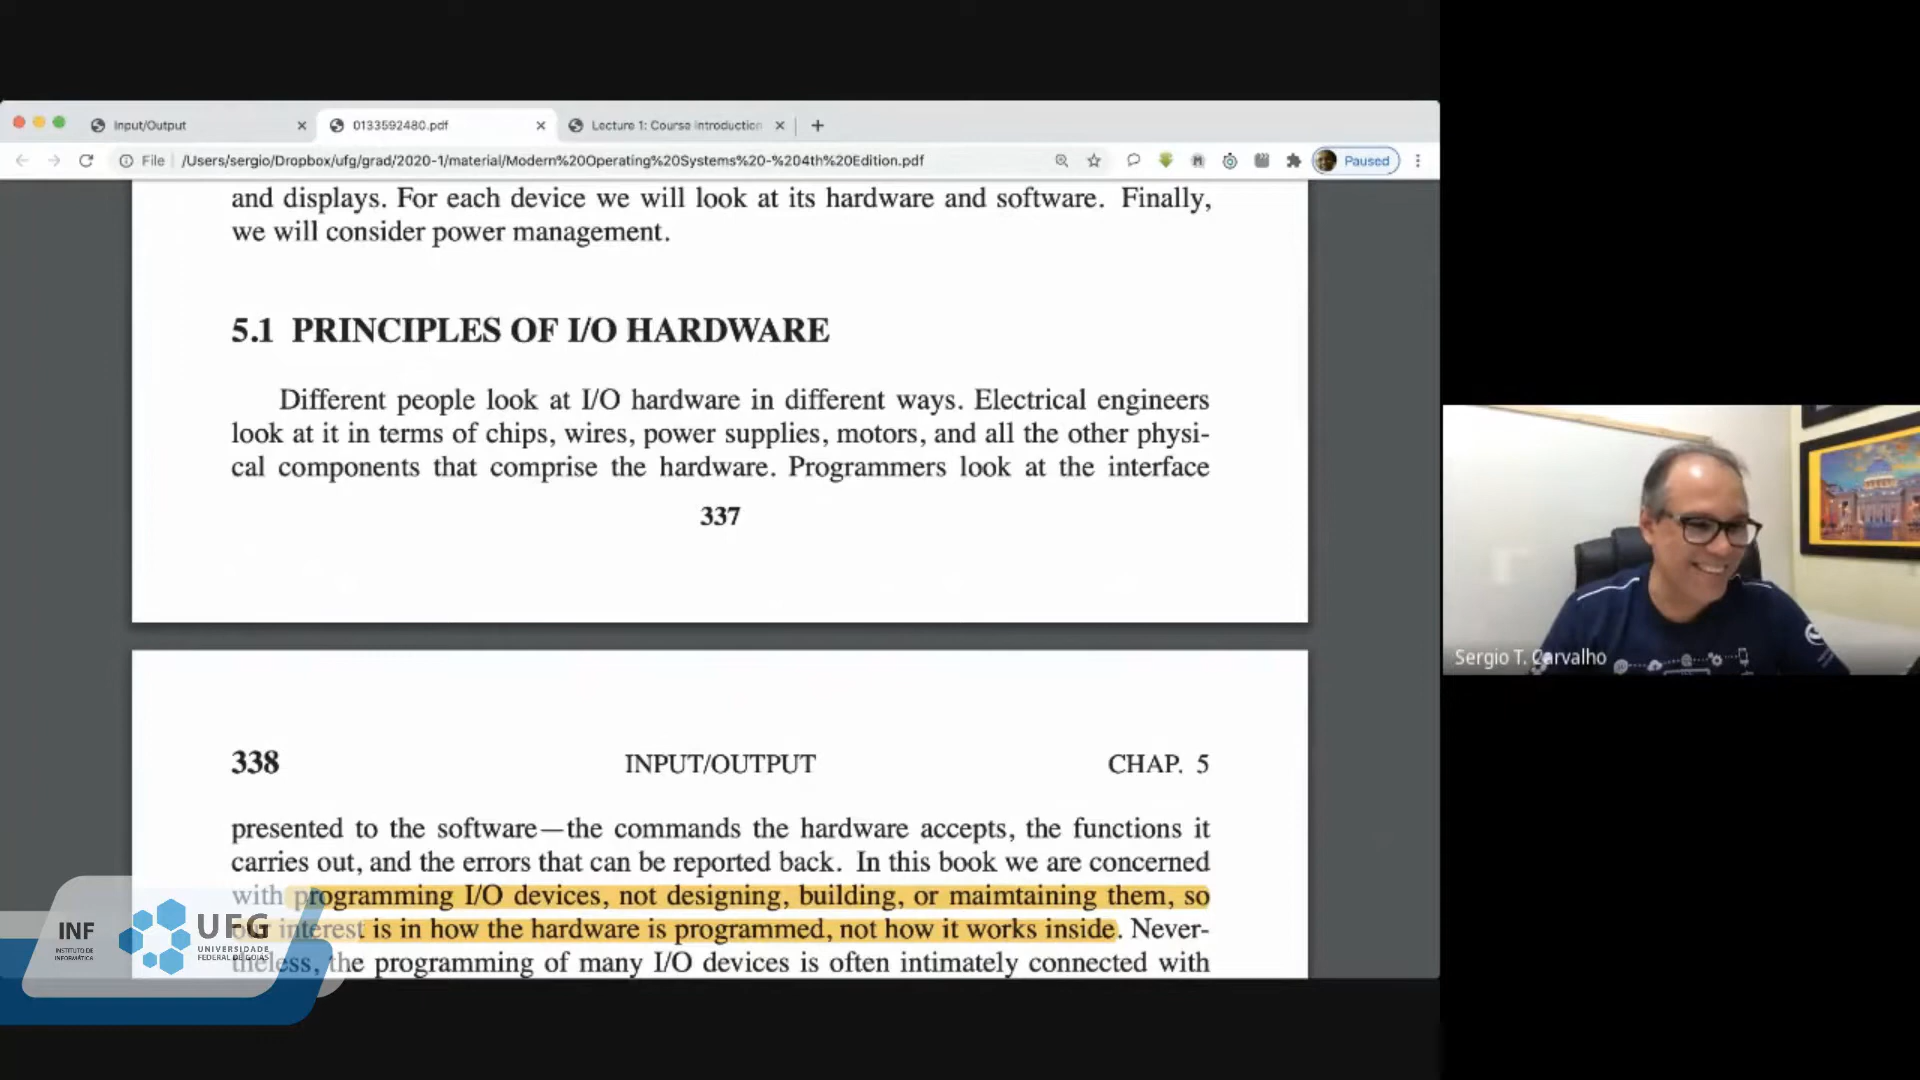 Input/Output
0133592480.pdf
Lecture 1: Course Introduction
File
/Users/sergio/Dropbox/ufg/grad/2020-1/material/Modern%20Operating%20Systems%20-%204th%20Edition.pdf
Paused
and displays. For each device we will look at its hardware and software. Finally,
we will consider power management.
5.1 PRINCIPLES OF I/O HARDWARE
Different people look at I/O hardware in different ways. Electrical engineers
look at it in terms of chips, wires, power supplies, motors, and all the other physi-
cal components that comprise the hardware. Programmers look at the interface
337
338 INPUT/OUTPUT CHAP. 5
presented to the software—the commands the hardware accepts, the functions it
carries out, and the errors that can be reported back. In this book we are concerned
with programming I/O devices, not designing, building, or maimtaining them, so
our interest is in how the hardware is programmed, not how it works inside. Never-
theless, the programming of many I/O devices is often intimately connected with
Sergio T. Carvalho
INF
INSTITUTO DE
INFORMÁTICA
UFG
UNIVERSIDADE
FEDERAL DE GOIÁS